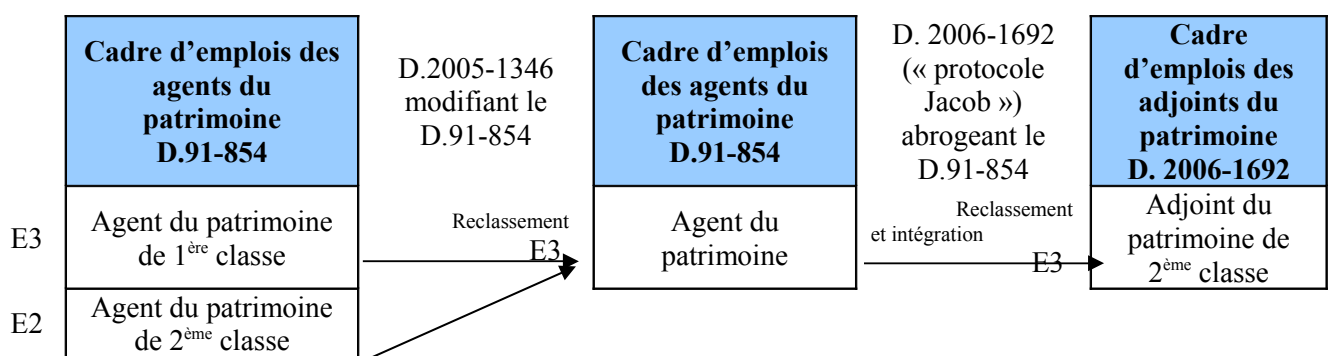 Cadre d’emplois des
agents du
patrimoine
D.91-854
D.2005-1346
modifiant le
D.91-854
Cadre d’emplois
des agents du
patrimoine
D.91-854
D. 2006-1692
(« protocole
Jacob »)
abrogeant le
D.91-854
Cadre
d’emplois des
adjoints du
patrimoine
D. 2006-1692
E3
Agent du patrimoine
de 1ère classe
Reclassement
E3
Agent du
patrimoine
Reclassement
et intégration
E3
Adjoint du
patrimoine de
2ème classe
E2
Agent du patrimoine
de 2ème classe